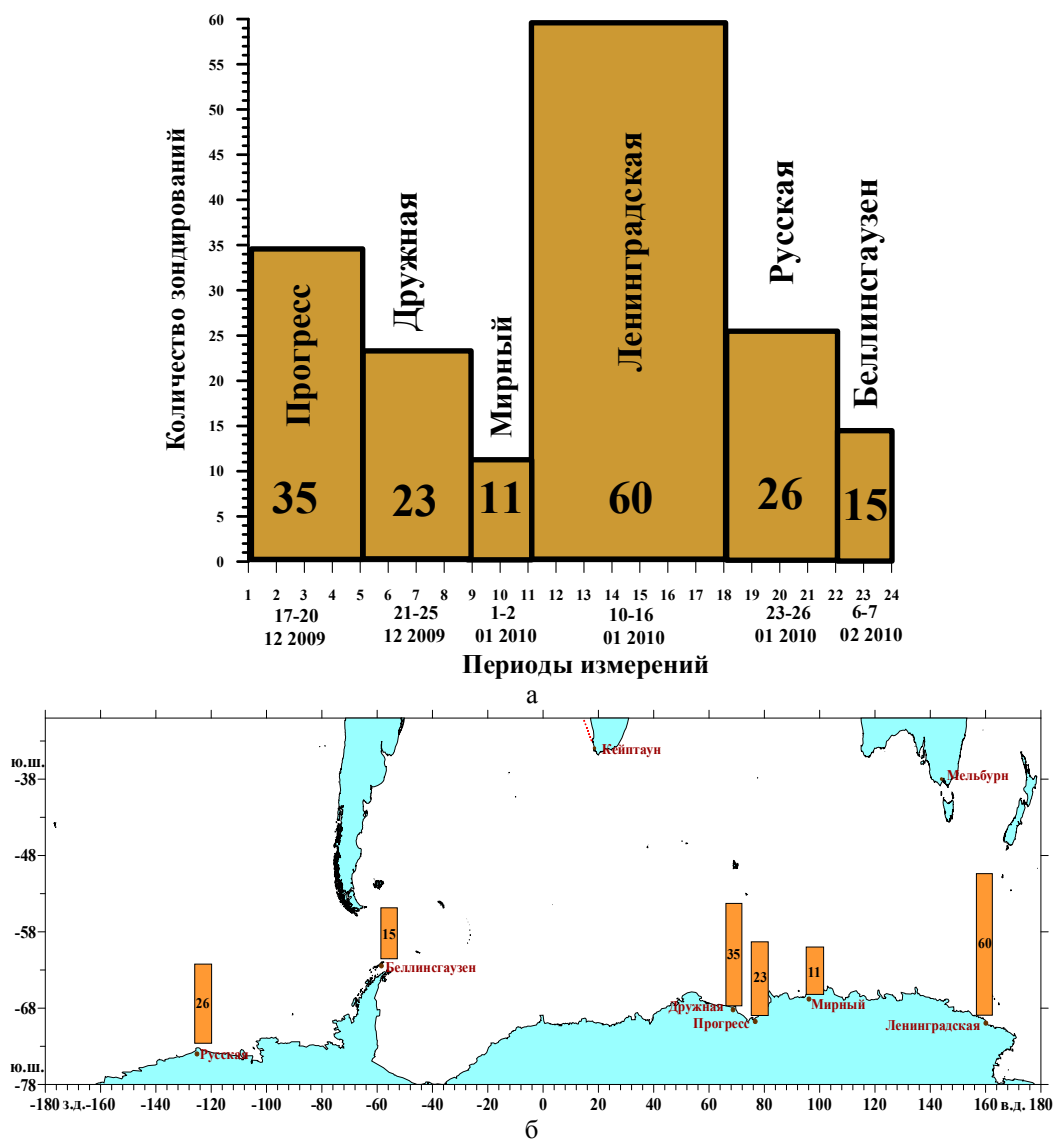 Количество зондирований
60
55
50
45
40
35
30
25
20
15
10
5
0
Прогресс
Дружная
Мирный
Ленинградская
Русская
Беллинсгаузен
35
23
11
60
26
15
1 2 3 4 5 6 7 8 9 10 11 12 13 14 15 16 17 18 19 20 21 22 23 24
17-20 21-25 1-2 10-16 23-26 6-7
12 2009 12 2009 01 2010 01 2010 01 2010 02 2010
Периоды измерений
а
ю.ш.
-38
-48
-58
-68
ю.ш.
-78
Кейптаун
Мельбурн
15
Беллинсгаузен
26
Русская
35
23
11
60
Дружная
Прогресс
Мирный
Ленинградская
-180 з.д.-160 -140 -120 -100 -80 -60 -40 -20 0 20 40 60 80 100 120 140 160 в.д. 180
б